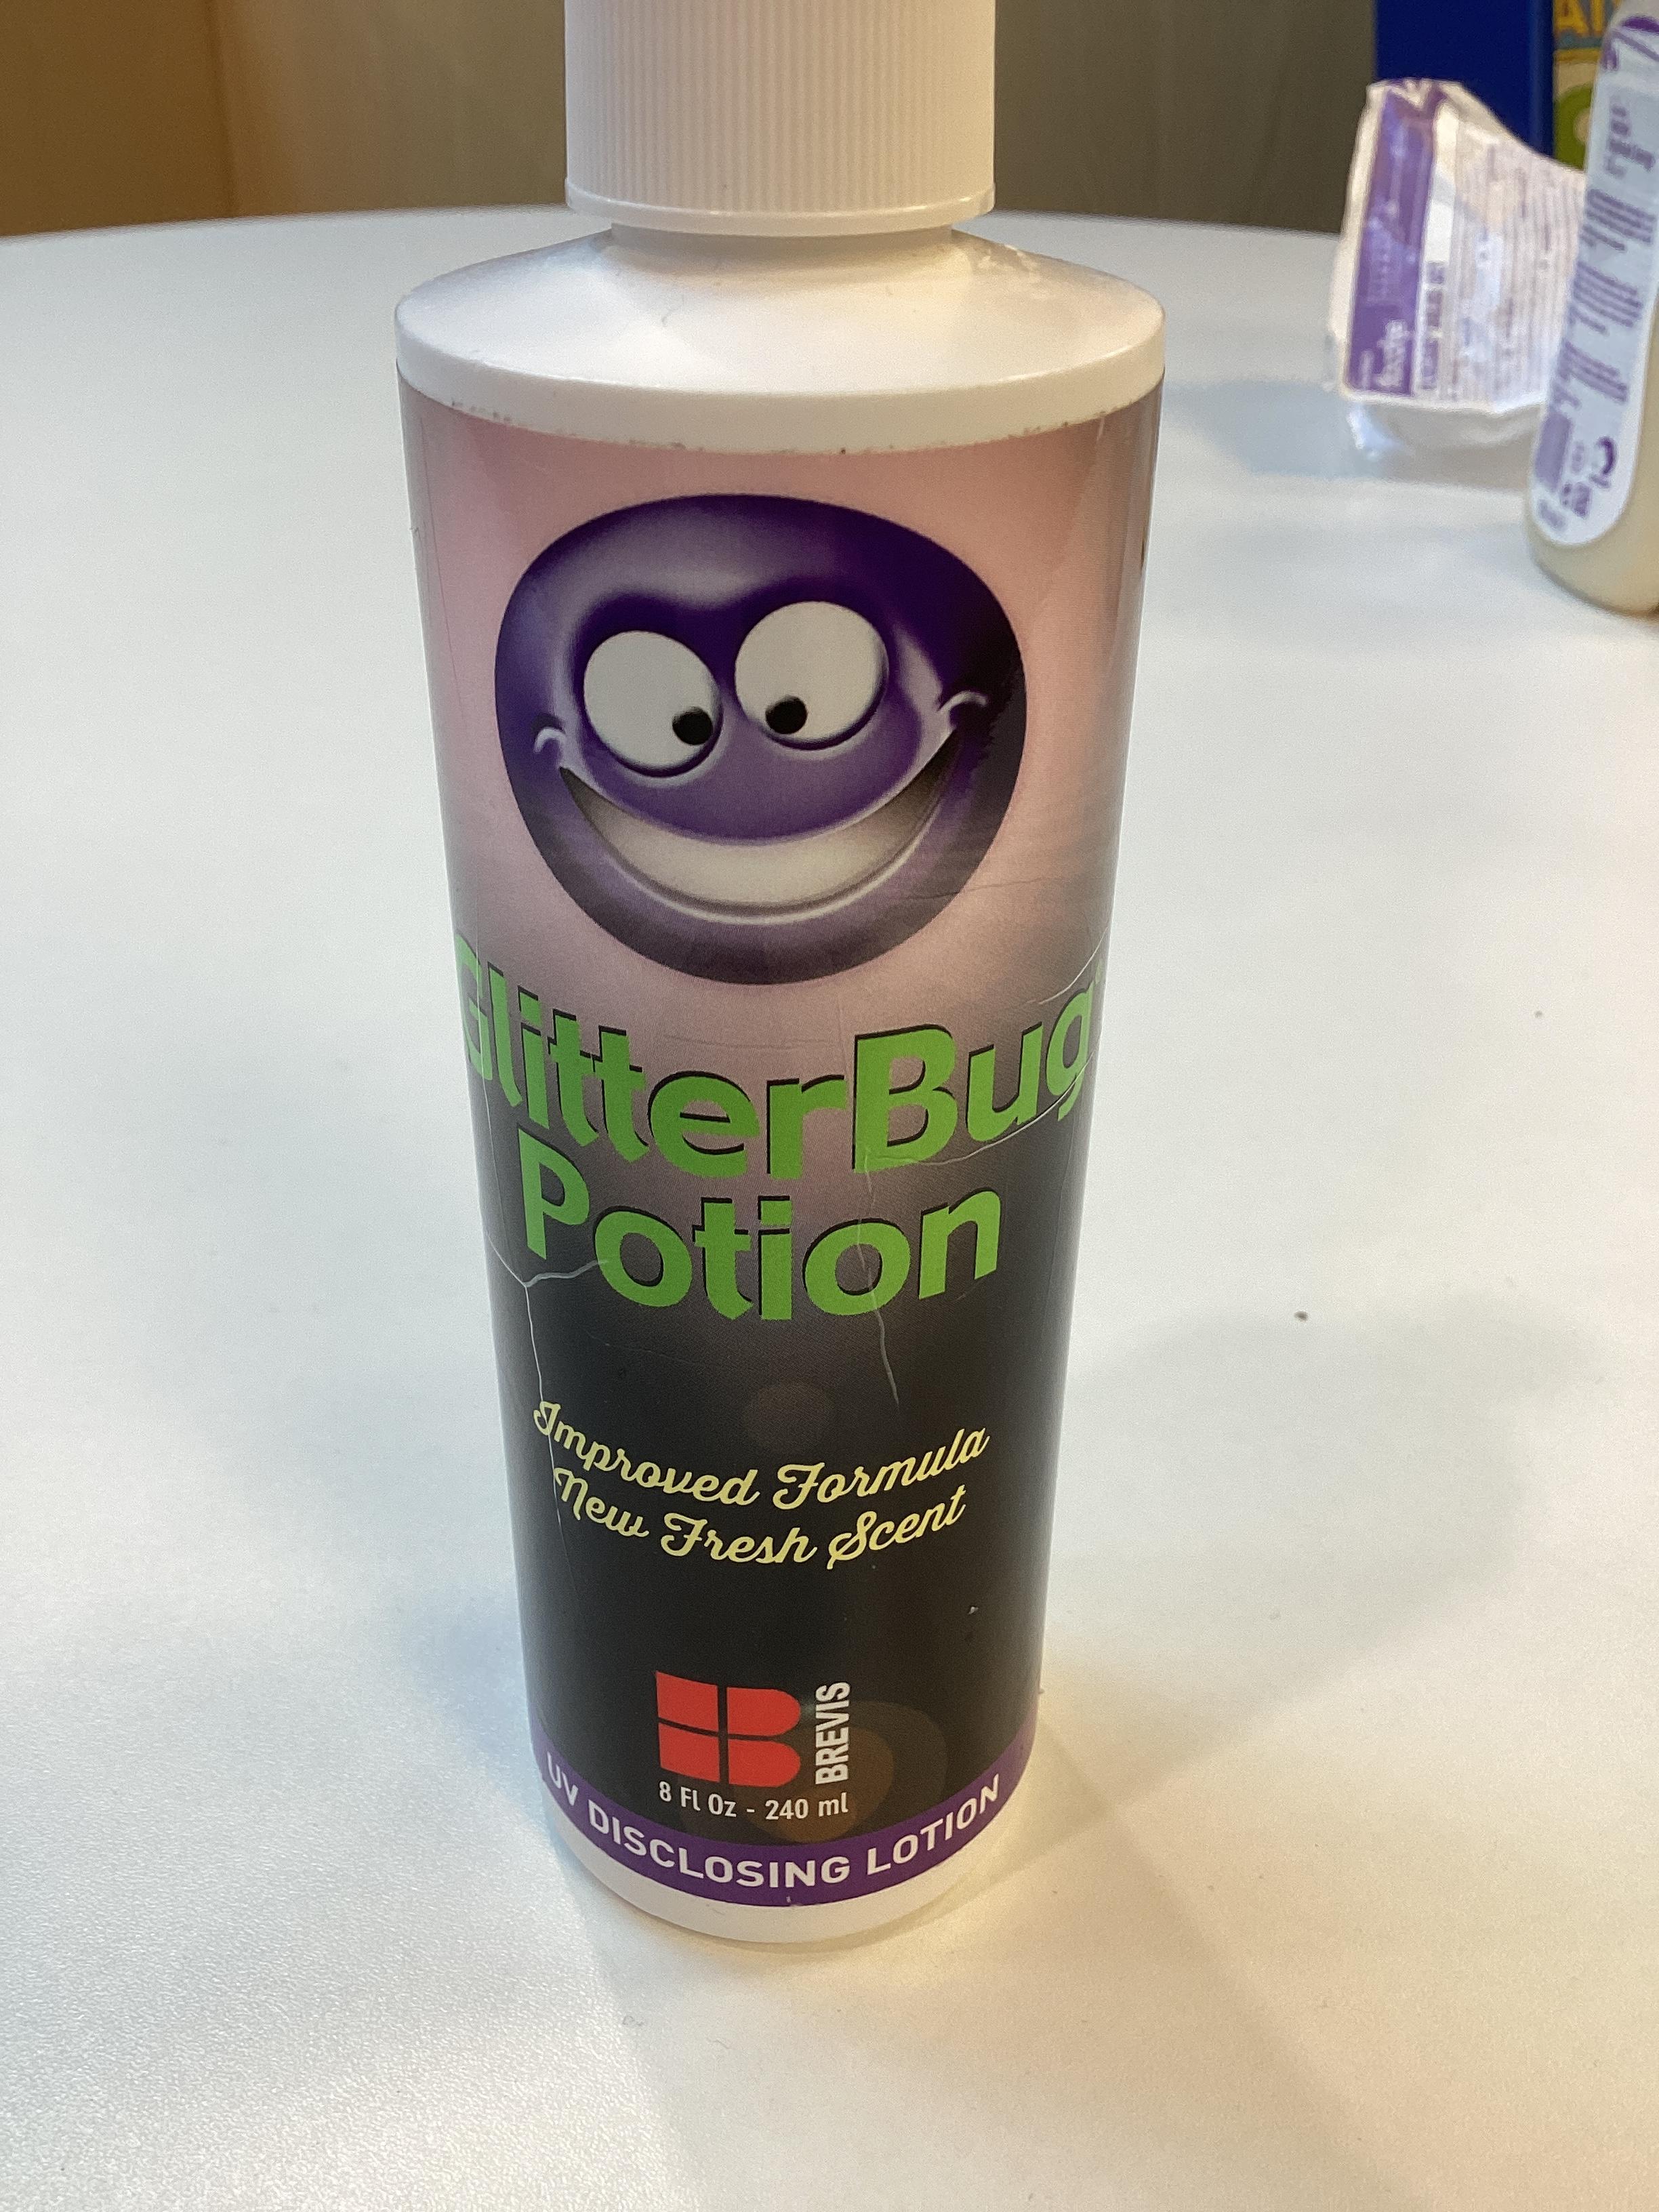 GlitterBug
Potion
Improved Formula
New Fresh Scent
BREVIS
8 Fl Oz - 240 ml
UV DISCLOSING LOTION